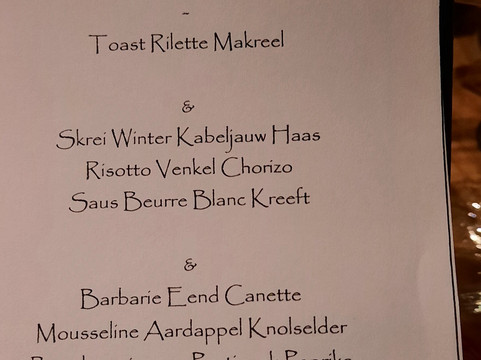 ~
Toast Rilette Makreel
&
Skrei Winter Kabeljauw Haas
Risotto Venkel Chorizo
Saus Beurre Blanc Kreeft
&
Barbarie Eend Canette
Mousseline Aardappel Knolselder